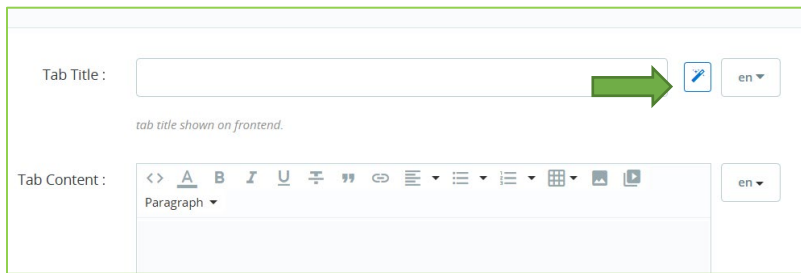 Tab Title :
en
tab title shown on frontend.
Tab Content :
A B I U
en
Paragraph